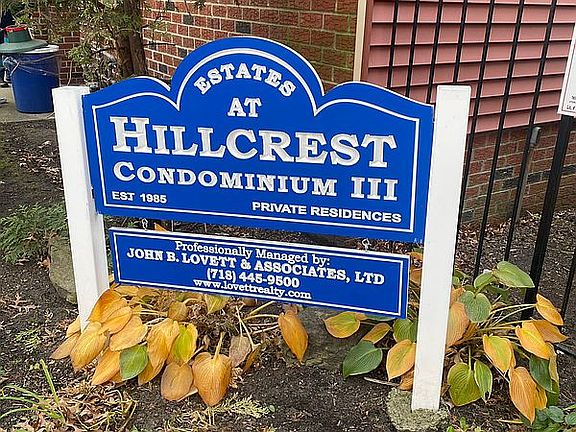 ESTATES
AT
HILLCREST
CONDOMINIUM III
EST 1985 PRIVATE RESIDENCES
Professionally Managed by:
JOHN B. LOVETT & ASSOCIATES, LTD
(718) 445-9500
www.lovettrealty.com